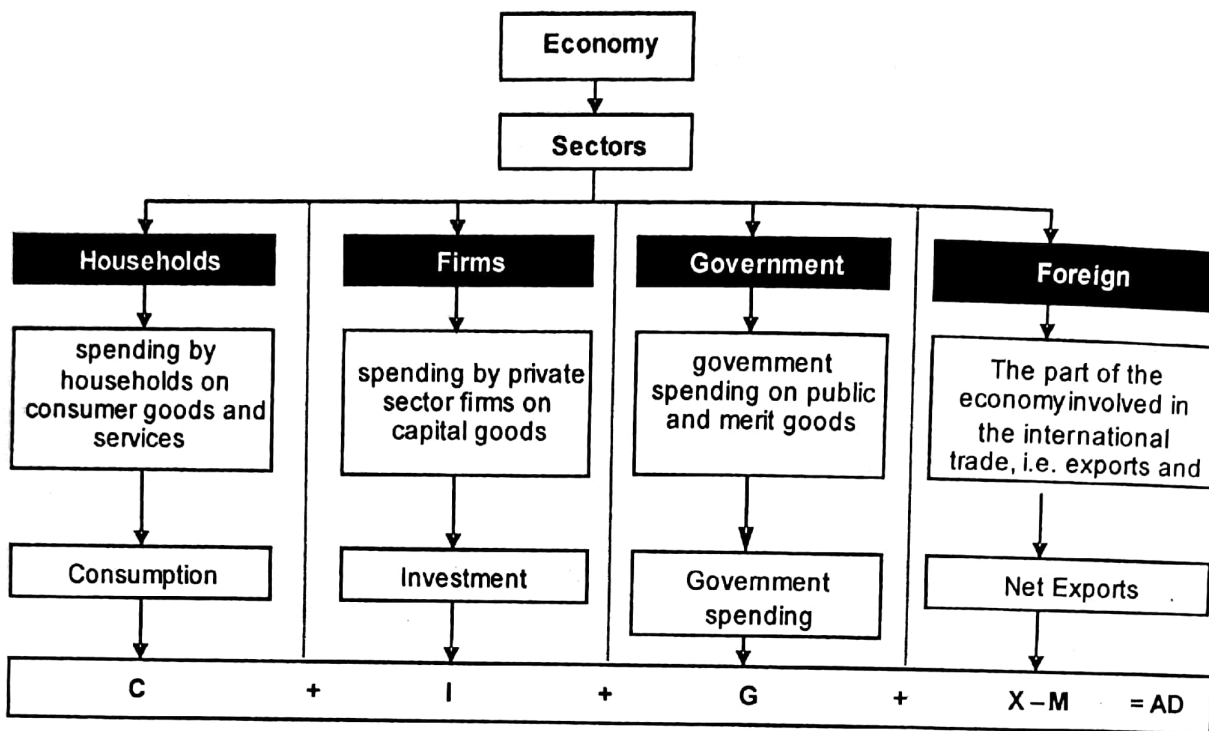 Economy
Sectors
Households
Firms
Government
Foreign
spending by
households on
consumer goods and
services
spending by private
sector firms on
capital goods
government
spending on public
and merit goods
The part of the
economy involved in
the international
trade, i.e. exports and
Consumption
Investment
Government
spending
Net Exports
C + I + G + X – M = AD